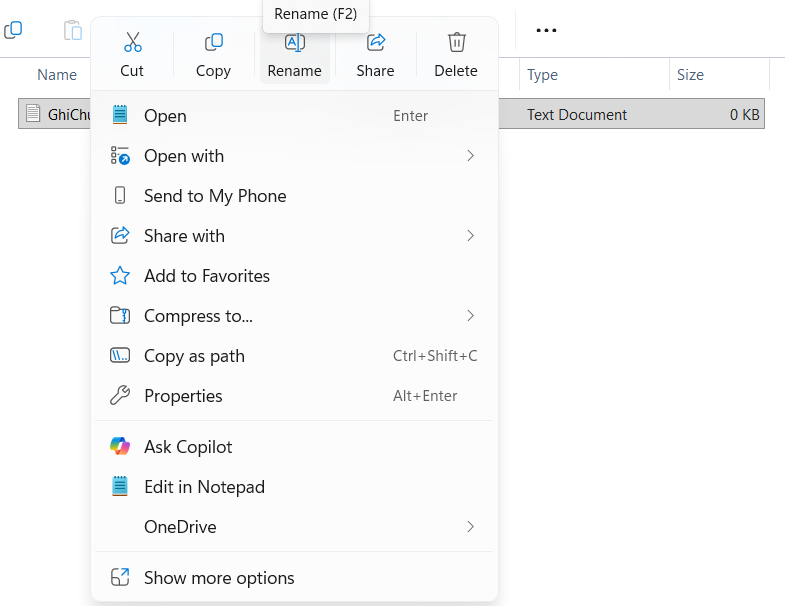 Rename (F2)
Cut
Copy
Rename
Share
Delete
Name
Type
Size
GhiChu
Text Document
0 KB
Open
Enter
Open with
Send to My Phone
Share with
Add to Favorites
Compress to...
Copy as path
Ctrl+Shift+C
Properties
Alt+Enter
Ask Copilot
Edit in Notepad
OneDrive
Show more options